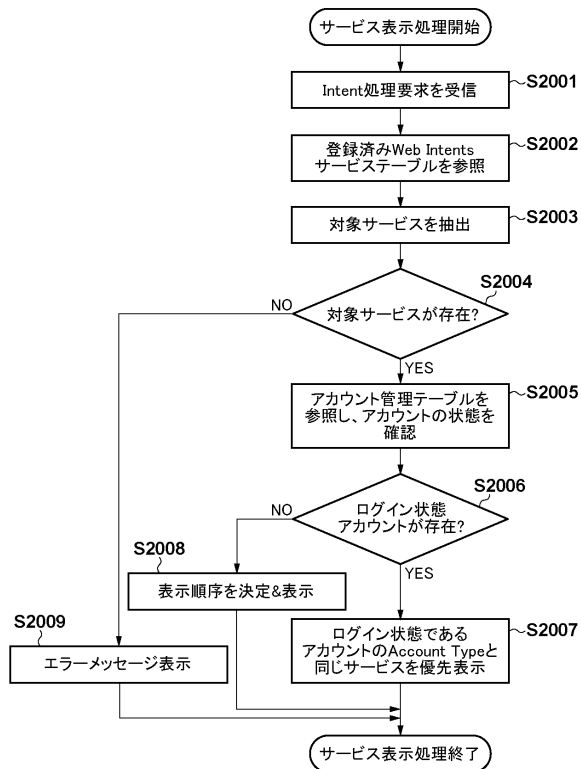 サービス表示処理開始
Intent処理要求を受信
S2001
登録済みWeb Intents
サービステーブルを参照
S2002
対象サービスを抽出
S2003
対象サービスが存在?
S2004
NO
YES
アカウント管理テーブルを
参照し、アカウントの状態を
確認
S2005
ログイン状態
アカウントが存在?
S2006
NO
YES
S2008
表示順序を決定&表示
S2009
エラーメッセージ表示
ログイン状態である
アカウントのAccount Typeと
同じサービスを優先表示
S2007
サービス表示処理終了